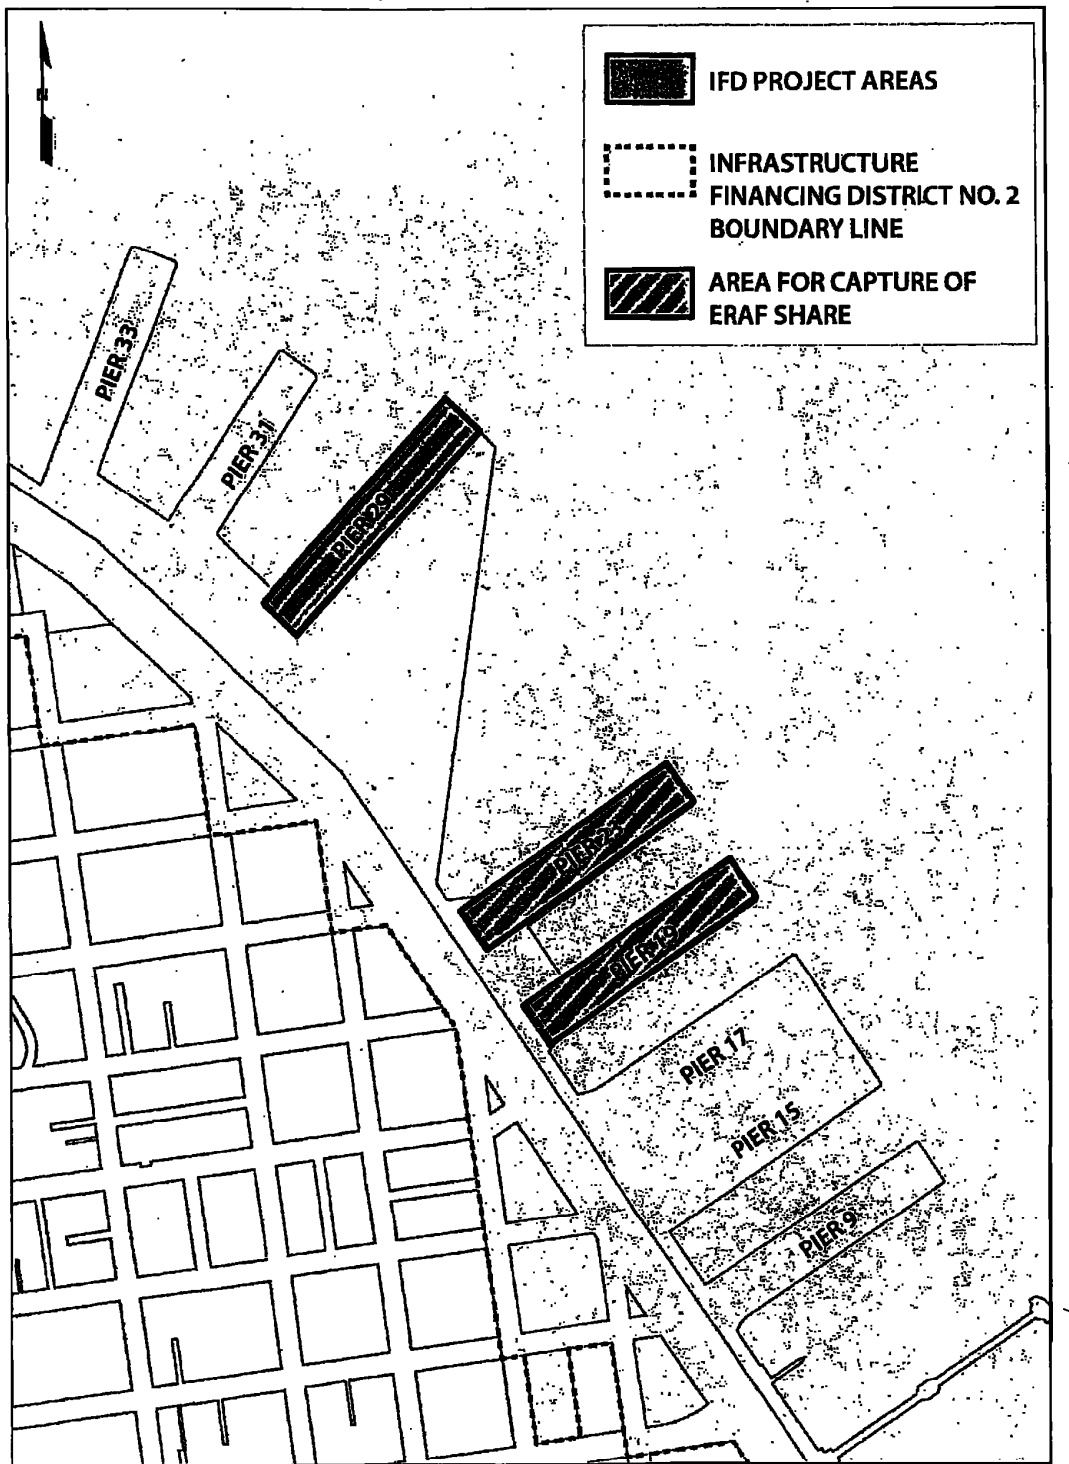 IFD PROJECT AREAS
INFRASTRUCTURE
FINANCING DISTRICT NO. 2
BOUNDARY LINE
AREA FOR CAPTURE OF
ERAF SHARE
PIER 33
PIER 31
PIER 29
PIER 23
PIER 19
PIER 17
PIER 15
PIER 9